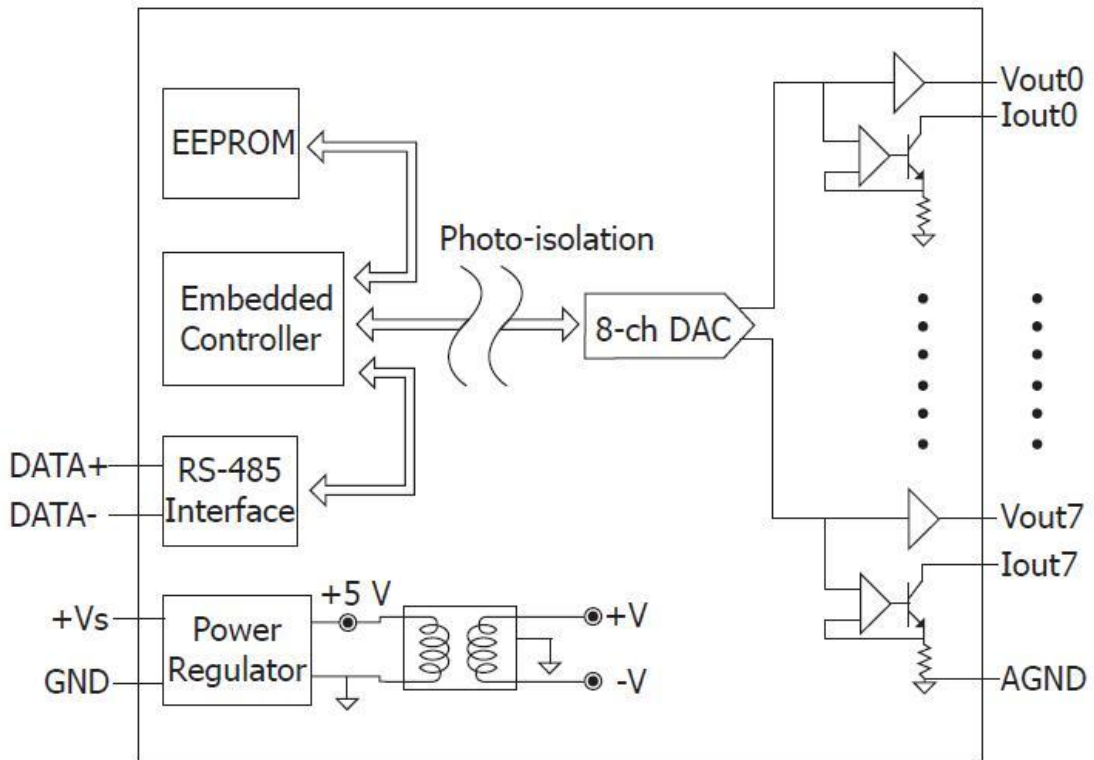 EEPROM
Photo-isolation
Embedded
Controller
8-ch DAC
RS-485
Interface
DATA+
DATA-
+Vs
GND
Power
Regulator
+5 V
+V
-V
Vout0
Iout0
Vout7
Iout7
AGND